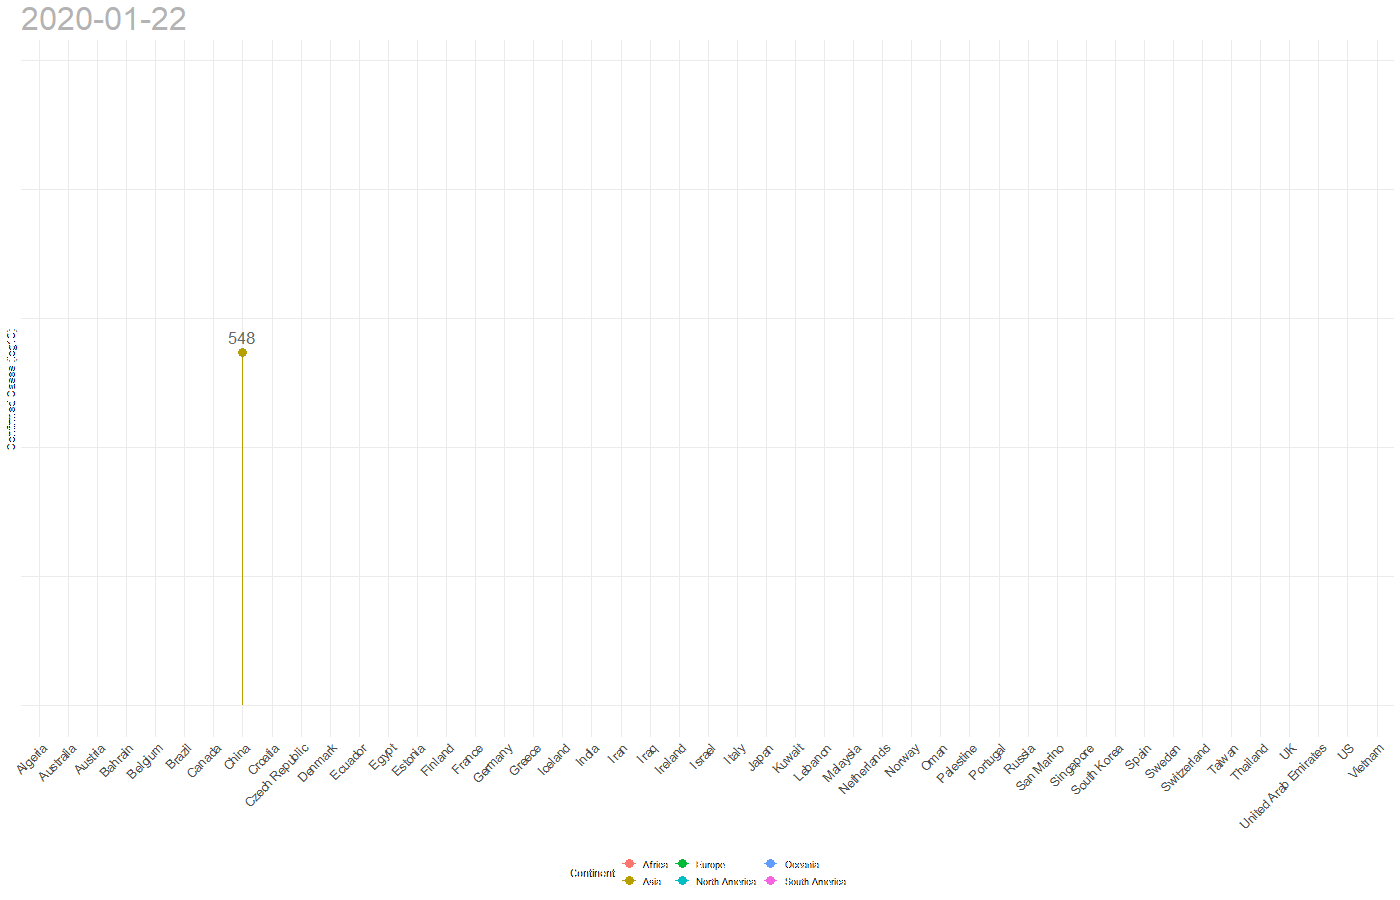 2020-01-22
Confirmed Cases (log10)
548
Algeria
Australia
Austria
Bahrain
Belgium
Brazil
Canada
China
Croatia
Czech Republic
Denmark
Ecuador
Egypt
Estonia
Finland
France
Germany
Greece
Iceland
India
Iran
Iraq
Ireland
Israel
Italy
Japan
Kuwait
Lebanon
Malaysia
Netherlands
Norway
Oman
Palestine
Portugal
Russia
San Marino
Singapore
South Korea
Spain
Sweden
Switzerland
Taiwan
Thailand
UK
United Arab Emirates
US
Vietnam
Continent
Africa
Europe
Oceania
Asia
North America
South America